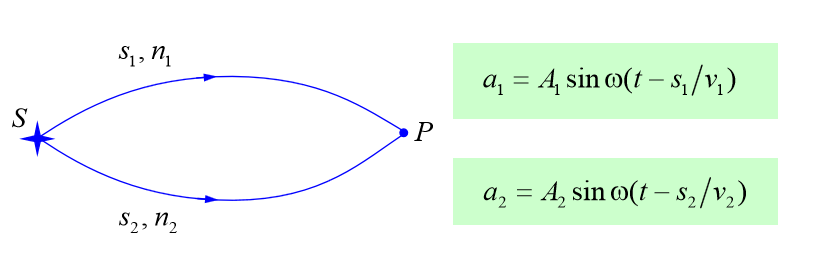 s₁, n₁
S
P
s₂, n₂
a₁ = A₁ sin ω(t − s₁/v₁)
a₂ = A₂ sin ω(t − s₂/v₂)